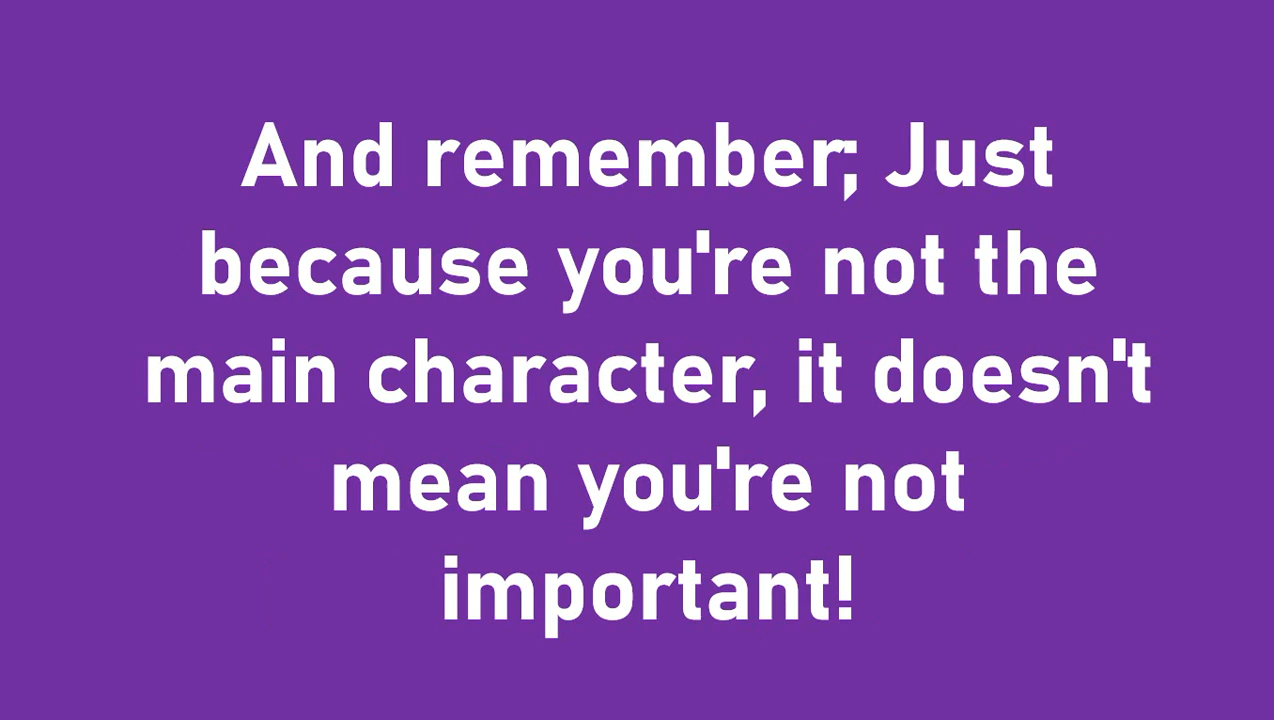 And remember; Just
because you're not the
main character, it doesn't
mean you're not
important!